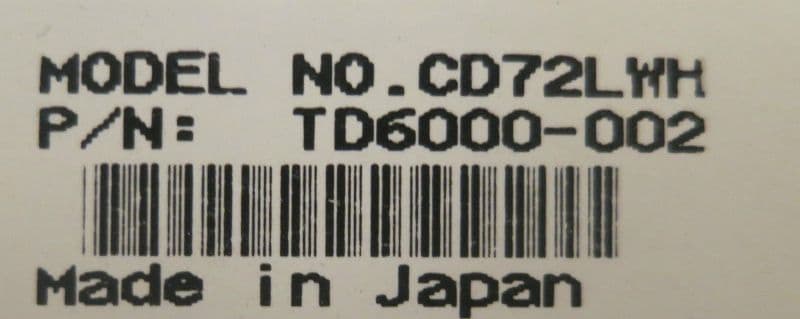 MODEL NO.CD72LWH
P/N: TD6000-002
Made in Japan